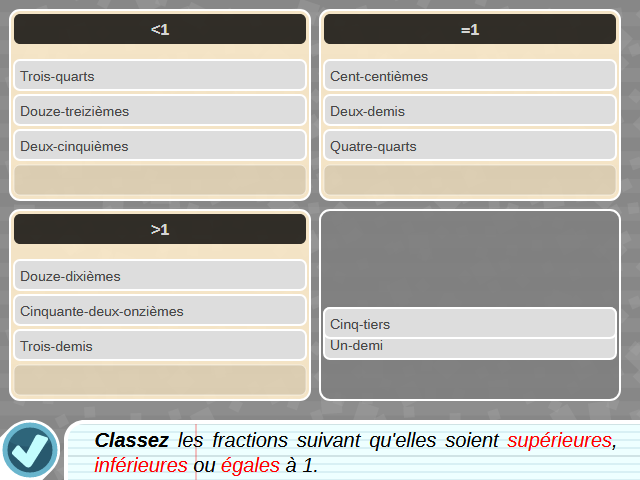 <1
Trois-quarts
Douze-treizièmes
Deux-cinquièmes
=1
Cent-centièmes
Deux-demis
Quatre-quarts
>1
Douze-dixièmes
Cinquante-deux-onzièmes
Trois-demis
Cinq-tiers
Un-demi
Classez les fractions suivant qu'elles soient supérieures,
inférieures ou égales à 1.